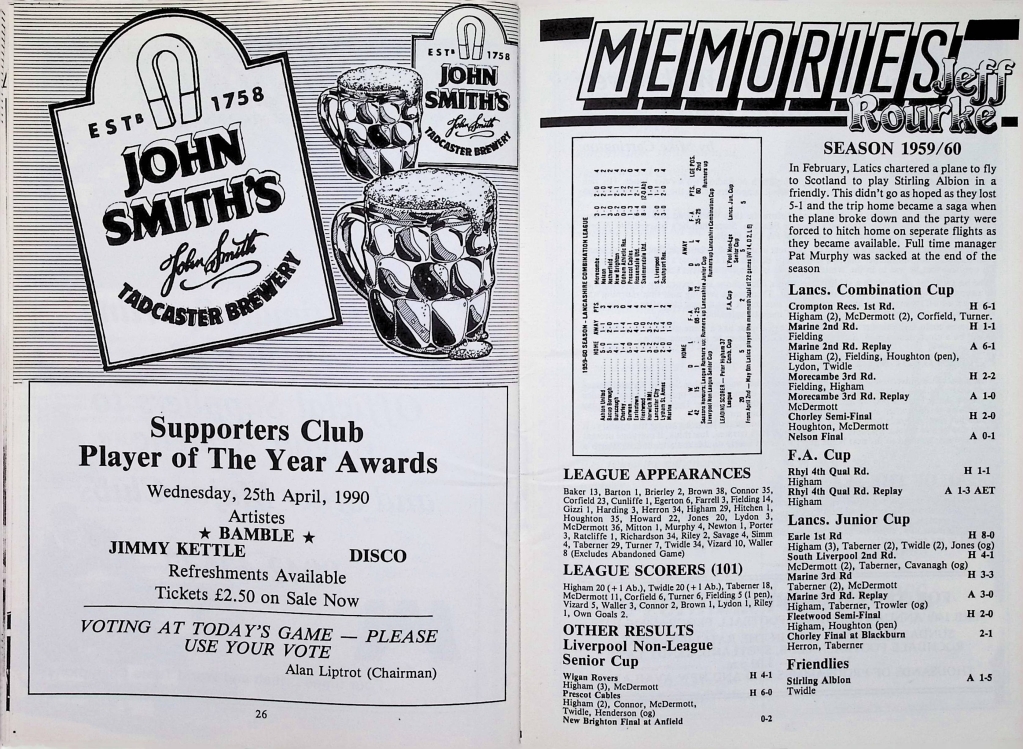 ESTᴮ 1758
JOHN
SMITH'S
John Smith
TADCASTER BREWERY
ESTᴮ 1758
JOHN
SMITH'S
John Smith
TADCASTER BREWERY
Supporters Club
Player of The Year Awards
Wednesday, 25th April, 1990
Artistes
★ BAMBLE ★
JIMMY KETTLE DISCO
Refreshments Available
Tickets £2.50 on Sale Now
VOTING AT TODAY'S GAME — PLEASE
USE YOUR VOTE
Alan Liptrot (Chairman)
26
MEMORIES
Jeff
Rourke
1959-60 SEASON - LANCASHIRE COMBINATION LEAGUE
HOME AWAY PTS
LEADING SCORER — Peter Higham 37
LEAGUE APPEARANCES
Baker 13, Barton 1, Brierley 2, Brown 38, Connor 35,
Corfield 23, Cunliffe 1, Egerton 6, Farrell 3, Fielding 14,
Gizzi 1, Harding 3, Herron 34, Higham 29, Hitchen 1,
Houghton 35, Howard 22, Jones 20, Lydon 3,
McDermott 36, Mitton 1, Murphy 4, Newton 1, Porter
3, Ratcliffe 1, Richardson 34, Riley 2, Savage 4, Simm
4, Taberner 29, Turner 7, Twidle 34, Vizard 10, Waller
8 (Excludes Abandoned Game)
LEAGUE SCORERS (101)
Higham 20 (+ 1 Ab.), Twidle 20 (+ 1 Ab.), Taberner 18,
McDermott 11, Corfield 6, Turner 6, Fielding 5 (1 pen),
Vizard 5, Waller 3, Connor 2, Brown 1, Lydon 1, Riley
1, Own Goals 2.
OTHER RESULTS
Liverpool Non-League
Senior Cup
Wigan Rovers H 4-1
Higham (3), McDermott
Prescot Cables H 6-0
Higham (2), Connor, McDermott,
Twidle, Henderson (og)
New Brighton Final at Anfield 0-2
SEASON 1959/60
In February, Latics chartered a plane to fly
to Scotland to play Stirling Albion in a
friendly. This didn't go as hoped as they lost
5-1 and the trip home became a saga when
the plane broke down and the party were
forced to hitch home on seperate flights as
they became available. Full time manager
Pat Murphy was sacked at the end of the
season
Lancs. Combination Cup
Crompton Recs. 1st Rd. H 6-1
Higham (2), McDermott (2), Corfield, Turner.
Marine 2nd Rd. H 1-1
Fielding
Marine 2nd Rd. Replay A 6-1
Higham (2), Fielding, Houghton (pen),
Lydon, Twidle
Morecambe 3rd Rd. H 2-2
Fielding, Higham
Morecambe 3rd Rd. Replay A 1-0
McDermott
Chorley Semi-Final H 2-0
Houghton, McDermott
Nelson Final A 0-1
F.A. Cup
Rhyl 4th Qual Rd. H 1-1
Higham
Rhyl 4th Qual Rd. Replay A 1-3 AET
Higham
Lancs. Junior Cup
Earle 1st Rd H 8-0
Higham (3), Taberner (2), Twidle (2), Jones (og)
South Liverpool 2nd Rd. H 4-1
McDermott (2), Taberner, Cavanagh (og)
Marine 3rd Rd H 3-3
Taberner (2), McDermott
Marine 3rd Rd. Replay A 3-0
Higham, Taberner, Trowler (og)
Fleetwood Semi-Final H 2-0
Higham, Houghton (pen)
Chorley Final at Blackburn 2-1
Herron, Taberner
Friendlies
Stirling Albion A 1-5
Twidle